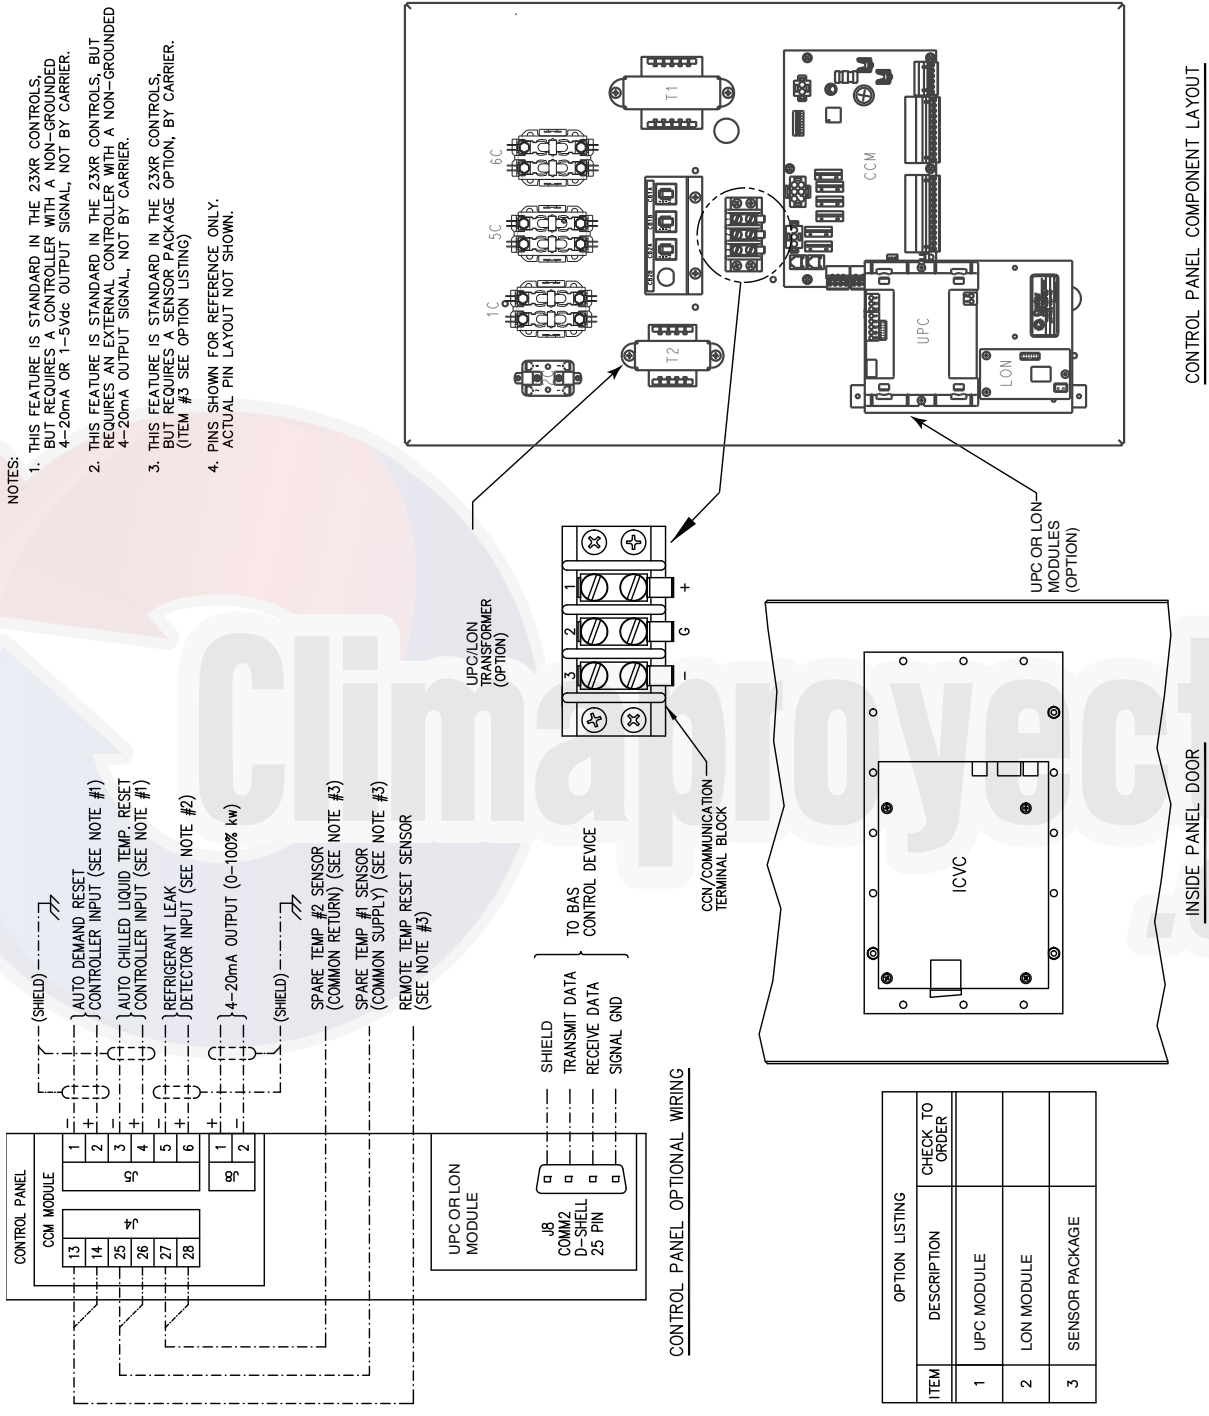 NOTES:
1. THIS FEATURE IS STANDARD IN THE 23XR CONTROLS,
BUT REQUIRES A CONTROLLER WITH A NON-GROUNDED
4-20mA OR 1-5Vdc OUTPUT SIGNAL, NOT BY CARRIER.
2. THIS FEATURE IS STANDARD IN THE 23XR CONTROLS, BUT
REQUIRES AN EXTERNAL CONTROLLER WITH A NON-GROUNDED
4-20mA OUTPUT SIGNAL, NOT BY CARRIER.
3. THIS FEATURE IS STANDARD IN THE 23XR CONTROLS,
BUT REQUIRES A SENSOR PACKAGE OPTION, BY CARRIER.
(ITEM #3 SEE OPTION LISTING)
4. PINS SHOWN FOR REFERENCE ONLY.
ACTUAL PIN LAYOUT NOT SHOWN.
CONTROL PANEL
CCM MODULE
J4
13
14
25
26
27
28
J5
1
2
3
4
5
6
J8
1
2
-
+
-
+
-
+
+
-
(SHIELD)
AUTO DEMAND RESET
CONTROLLER INPUT (SEE NOTE #1)
AUTO CHILLED LIQUID TEMP. RESET
CONTROLLER INPUT (SEE NOTE #1)
REFRIGERANT LEAK
DETECTOR INPUT (SEE NOTE #2)
4-20mA OUTPUT (0-100% kw)
(SHIELD)
SPARE TEMP #2 SENSOR
(COMMON RETURN) (SEE NOTE #3)
SPARE TEMP #1 SENSOR
(COMMON SUPPLY) (SEE NOTE #3)
REMOTE TEMP RESET SENSOR
(SEE NOTE #3)
UPC OR LON
MODULE
J8
COMM2
D-SHELL
25 PIN
SHIELD
TRANSMIT DATA
RECEIVE DATA
SIGNAL GND
TO BAS
CONTROL DEVICE
CONTROL PANEL OPTIONAL WIRING
UPC/LON
TRANSFORMER
(OPTION)
3
2
1
-
G
+
CCN/COMMUNICATION
TERMINAL BLOCK
1C
5C
6C
T2
T1
CB2B
CB2A
CB1B
CB1A
CCM
UPC
LON
UPC OR LON
MODULES
(OPTION)
CONTROL PANEL COMPONENT LAYOUT
ICVC
INSIDE PANEL DOOR
OPTION LISTING
ITEM DESCRIPTION CHECK TO
ORDER
1 UPC MODULE
2 LON MODULE
3 SENSOR PACKAGE
Climaproyect